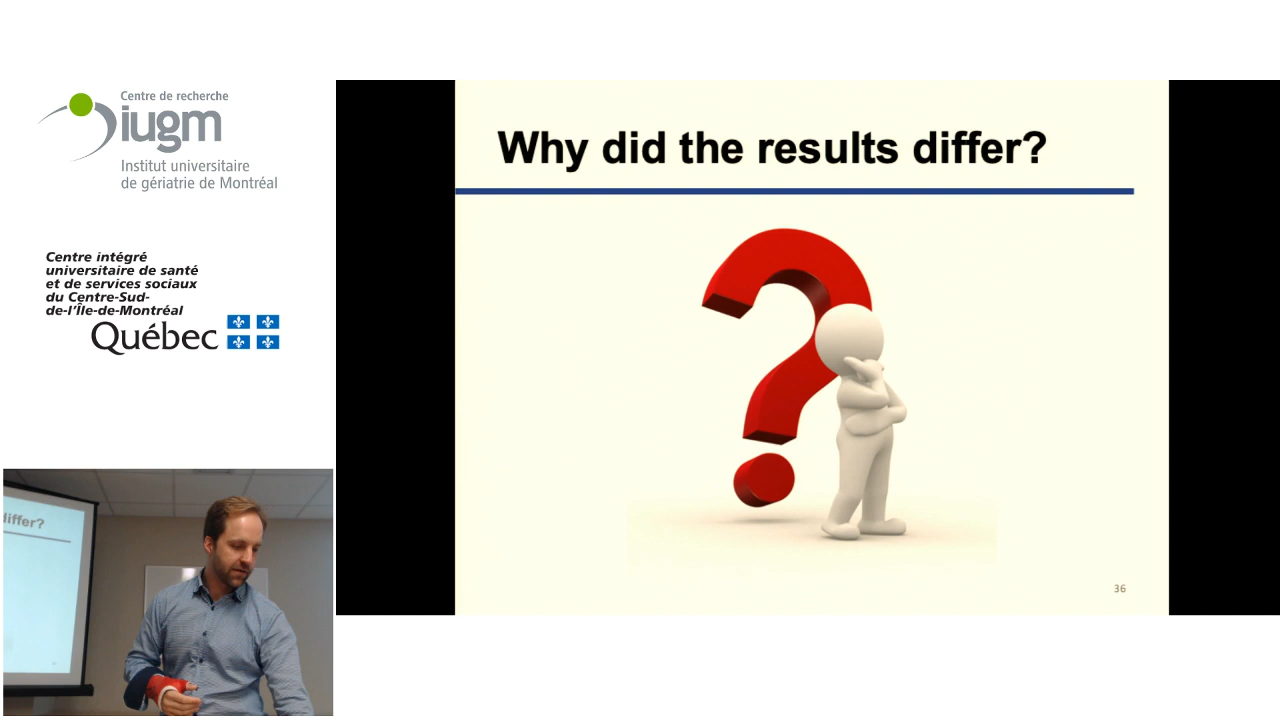 Centre de recherche
iugm
Institut universitaire
de gériatrie de Montréal
Centre intégré
universitaire de santé
et de services sociaux
du Centre-Sud-
de-l'Île-de-Montréal
Québec
Why did the results differ?
36
differ?